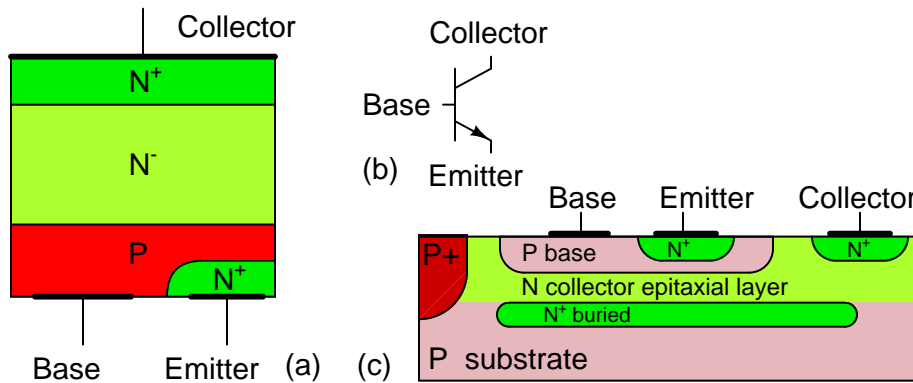 Collector
N+
N-
P
N+
Base
Emitter
(a)
Collector
Base
Emitter
(b)
Base
Emitter
Collector
P+
P base
N+
N+
N collector epitaxial layer
N+ buried
P substrate
(c)